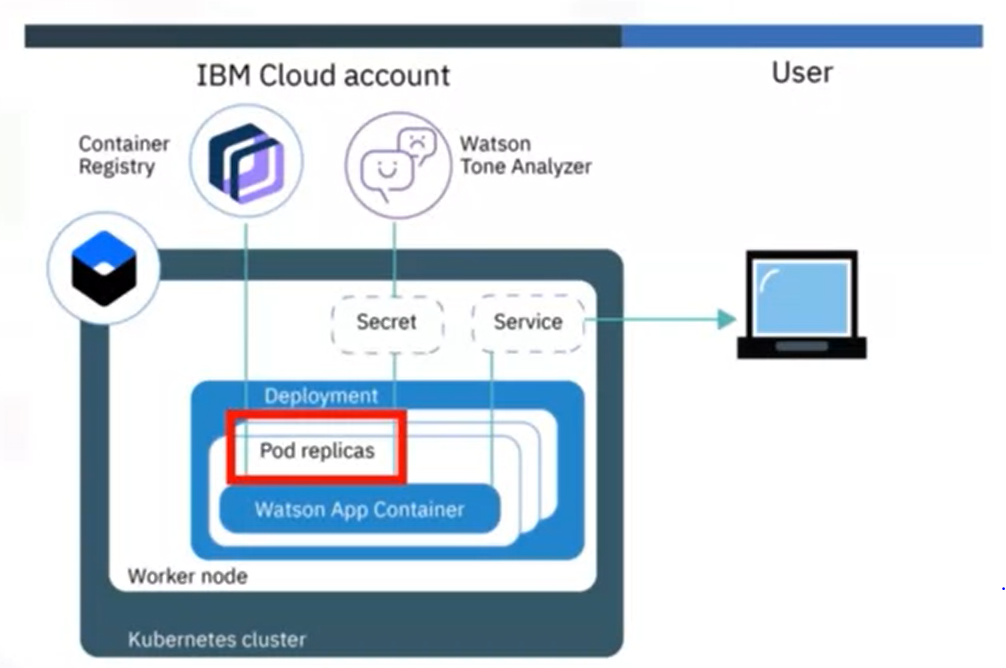 IBM Cloud account
User
Container
Registry
Watson
Tone Analyzer
Secret
Service
Deployment
Pod replicas
Watson App Container
Worker node
Kubernetes cluster